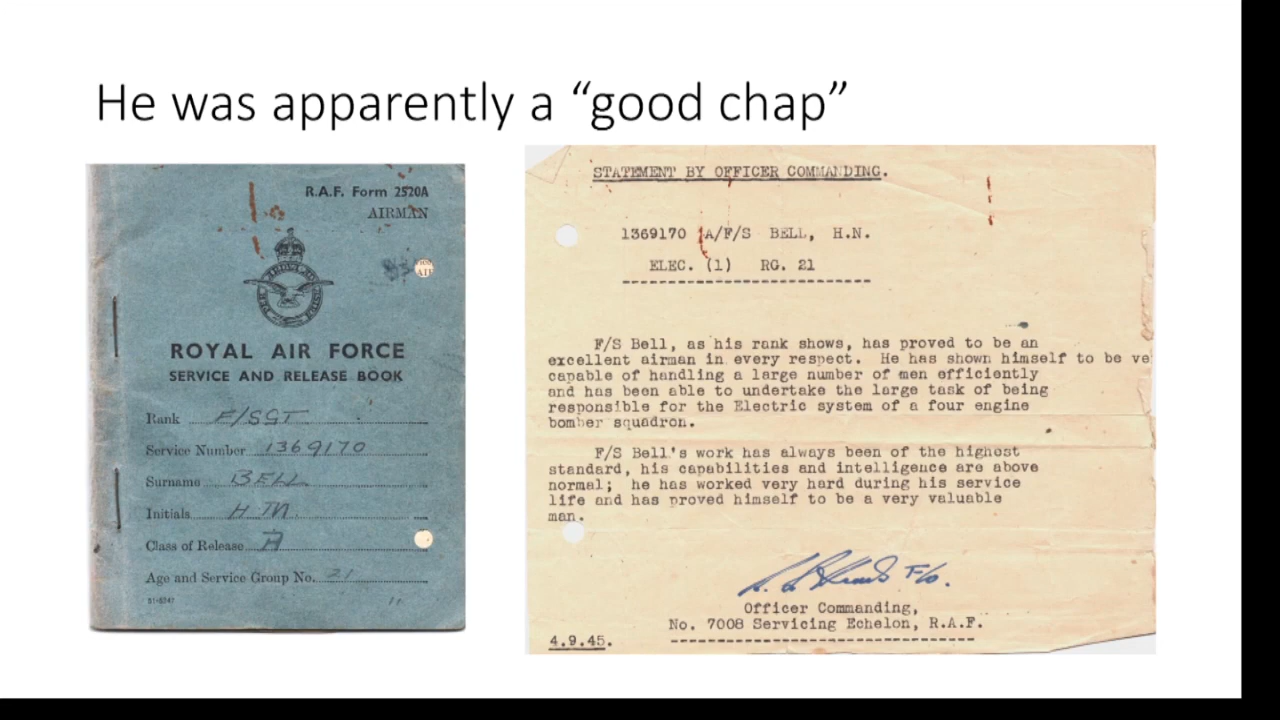 He was apparently a “good chap”
R.A.F. Form 2520A
AIRMAN
ROYAL AIR FORCE
SERVICE AND RELEASE BOOK
Rank F/SGT
Service Number 1369170
Surname BELL
Initials H N.
Class of Release A
Age and Service Group No. 21
51-5247
STATEMENT BY OFFICER COMMANDING.
1369170 A/F/S BELL, H.N.
ELEC. (1) RG. 21
F/S Bell, as his rank shows, has proved to be an
excellent airman in every respect. He has shown himself to be ve
capable of handling a large number of men efficiently
and has been able to undertake the large task of being
responsible for the Electric system of a four engine
bomber squadron.
F/S Bell's work has always been of the highest
standard, his capabilities and intelligence are above
normal; he has worked very hard during his service
life and has proved himself to be a very valuable
man.
F/O.
Officer Commanding,
No. 7008 Servicing Echelon, R.A.F.
4.9.45.